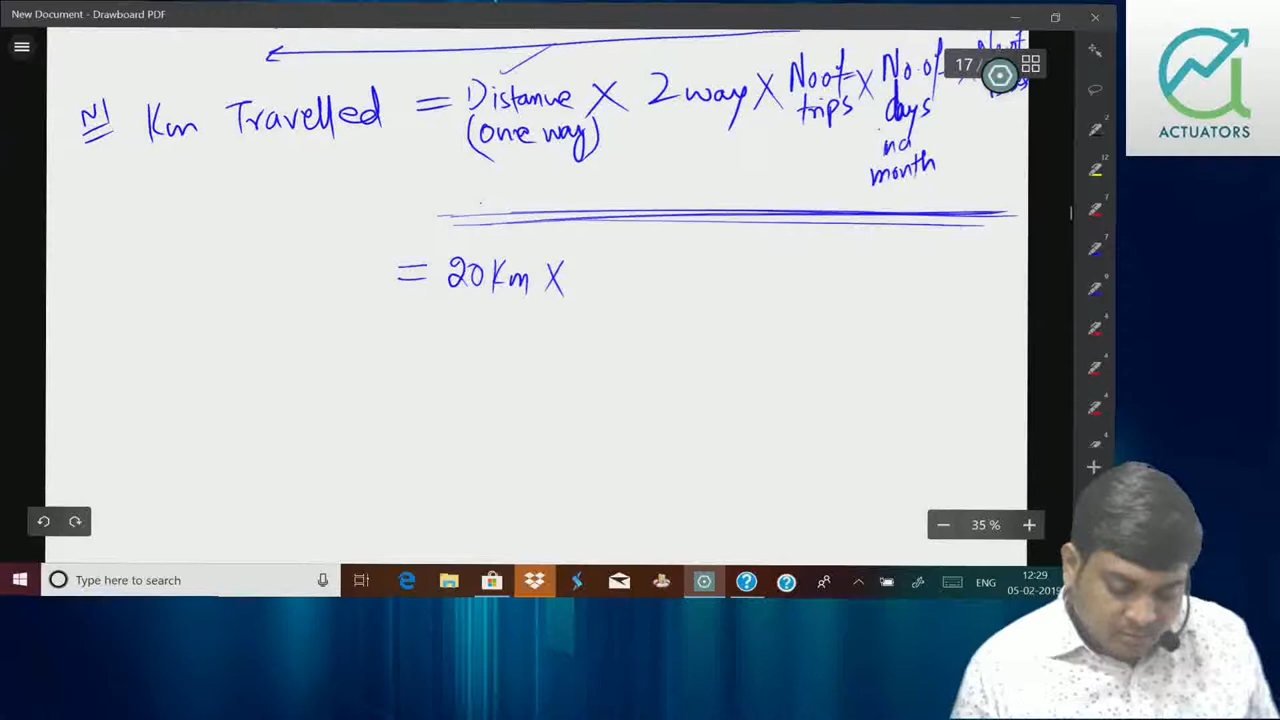 New Document - Drawboard PDF
17 /
W1 Km Travelled = Distance (one way) X 2 way X No of trips X No. of days in a month
= 20 Km X
35 %
Type here to search
ENG
12:29
05-02-2019
ACTUATORS